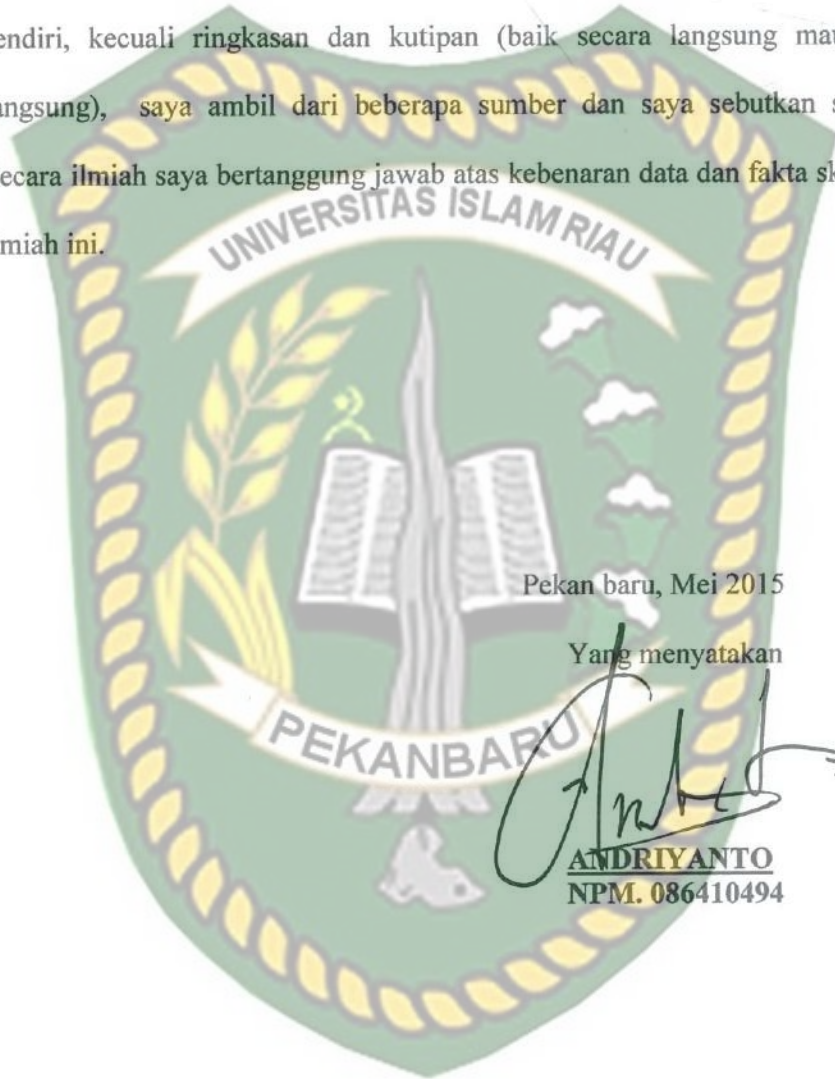 endiri, kecuali ringkasan dan kutipan (baik secara langsung mau
angsung), saya ambil dari beberapa sumber dan saya sebutkan s
ecara ilmiah saya bertanggung jawab atas kebenaran data dan fakta sk
miah ini.
UNIVERSITAS ISLAM RIAU
Pekan baru, Mei 2015
Yang menyatakan
PEKANBARU
ANDRIYANTO
NPM. 086410494